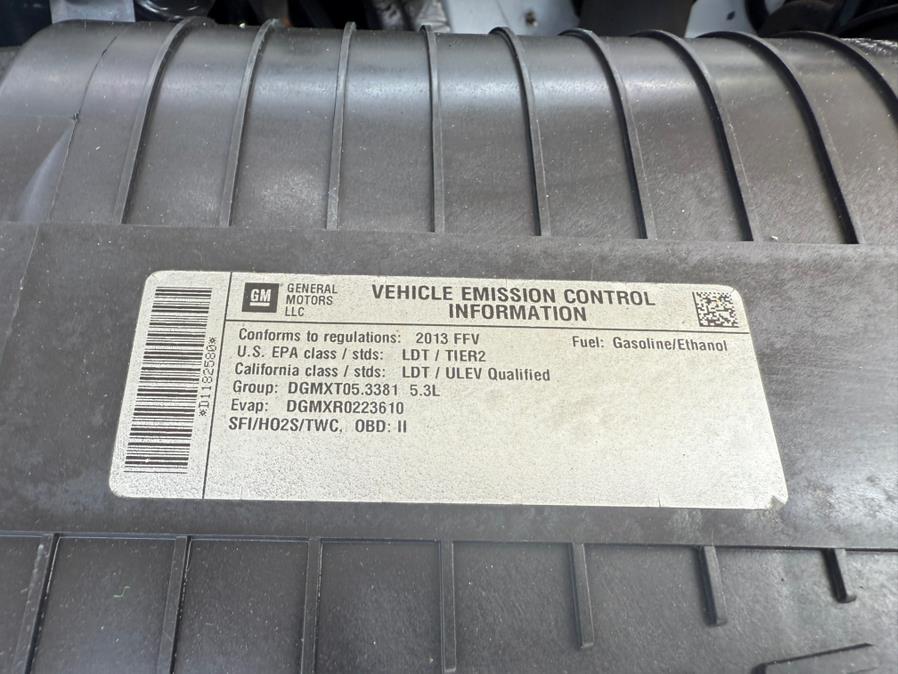 GM
GENERAL
MOTORS
LLC
VEHICLE EMISSION CONTROL
INFORMATION
Conforms to regulations: 2013 FFV
Fuel: Gasoline/Ethanol
U.S. EPA class / stds: LDT / TIER2
California class / stds: LDT / ULEV Qualified
Group: DGMXT05.3381 5.3L
Evap: DGMXR0223610
SFI/HO2S/TWC, OBD: II
*D1182580*